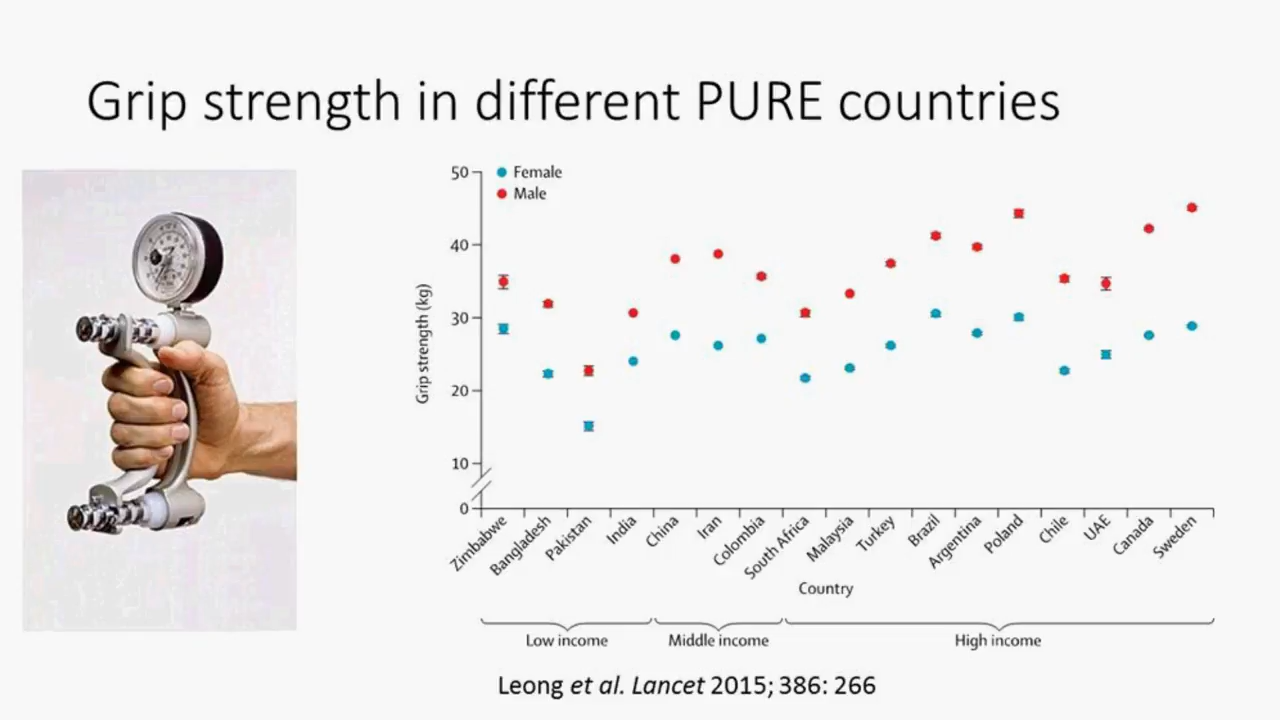 Grip strength in different PURE countries
50
40
30
20
10
0
Grip strength (kg)
Female
Male
Zimbabwe
Bangladesh
Pakistan
India
China
Iran
Colombia
South Africa
Malaysia
Turkey
Brazil
Argentina
Poland
Chile
UAE
Canada
Sweden
Country
Low income
Middle income
High income
Leong et al. Lancet 2015; 386: 266